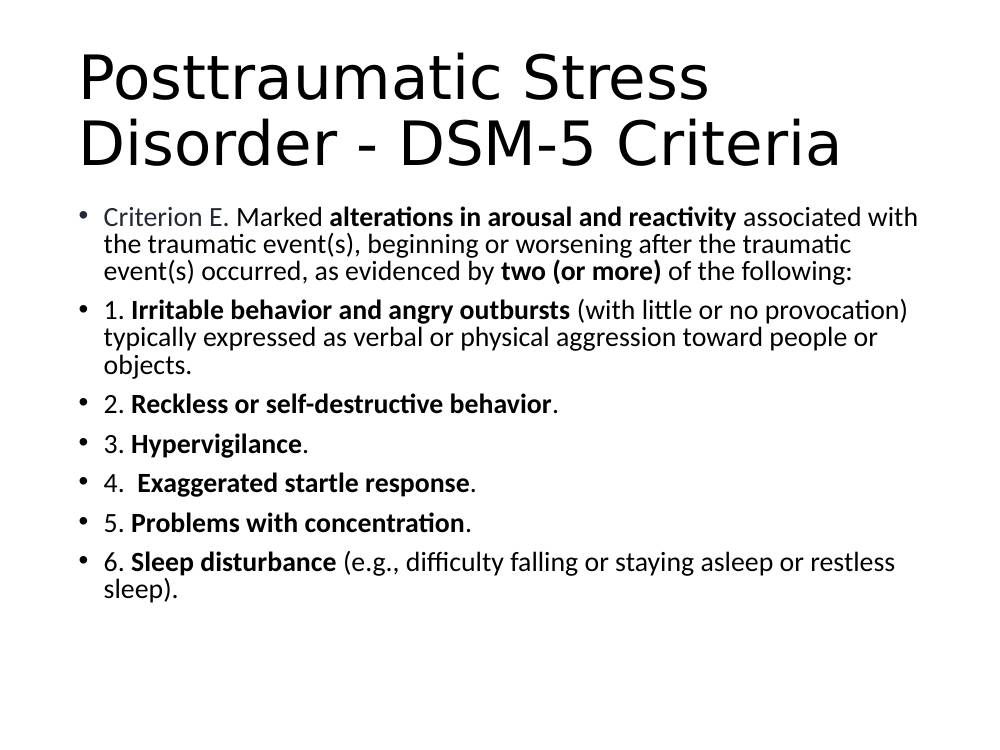 Posttraumatic Stress
Disorder - DSM-5 Criteria
• Criterion E. Marked alterations in arousal and reactivity associated with
the traumatic event(s), beginning or worsening after the traumatic
event(s) occurred, as evidenced by two (or more) of the following:
• 1. Irritable behavior and angry outbursts (with little or no provocation)
typically expressed as verbal or physical aggression toward people or
objects.
• 2. Reckless or self-destructive behavior.
• 3. Hypervigilance.
• 4.  Exaggerated startle response.
• 5. Problems with concentration.
• 6. Sleep disturbance (e.g., difficulty falling or staying asleep or restless
sleep).